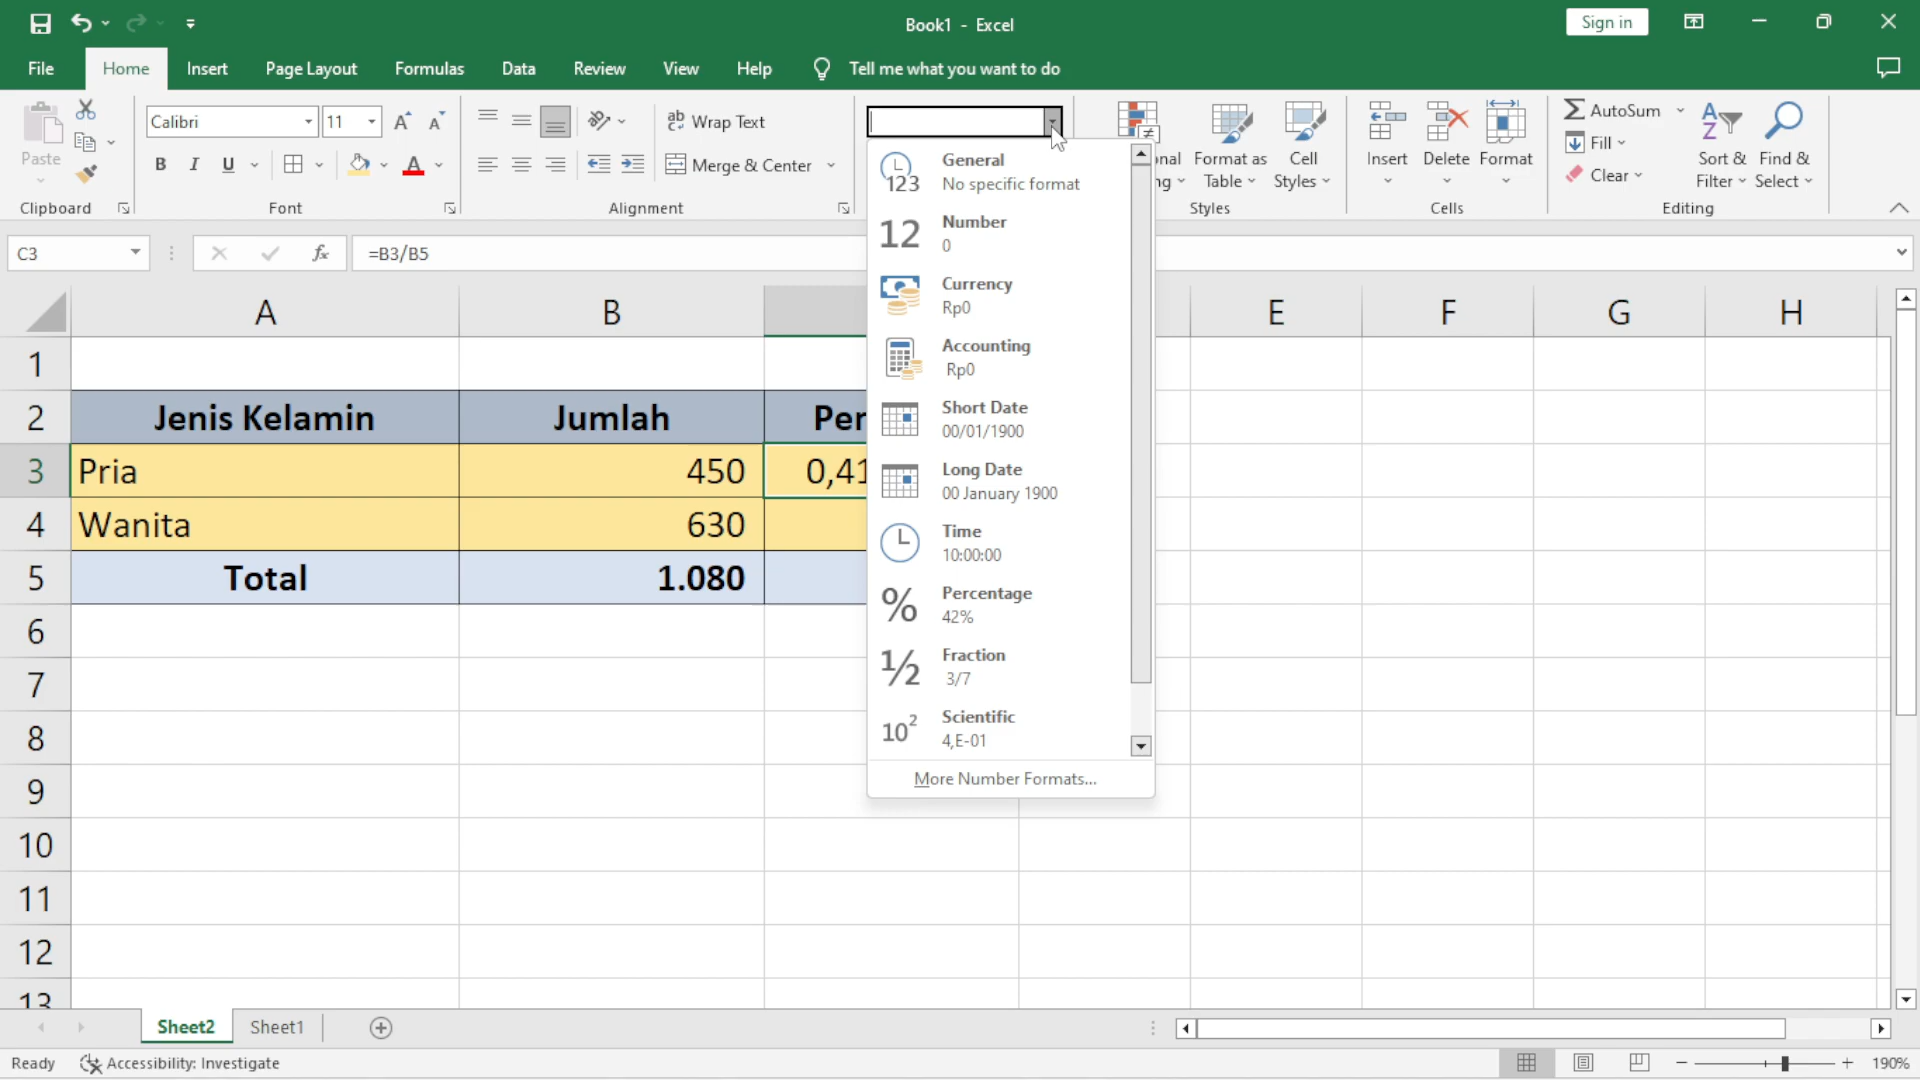 Book1 - Excel
Sign in
File Home Insert Page Layout Formulas Data Review View Help Tell me what you want to do
Paste
Clipboard
Calibri 11
B I U
Font
ab Wrap Text
Merge & Center
Alignment
Format as Table
Cell Styles
Styles
Insert Delete Format
Cells
AutoSum
Fill
Clear
Sort & Filter
Find & Select
Editing
C3 fx =B3/B5
General
No specific format
Number
0
Currency
Rp0
Accounting
Rp0
Short Date
00/01/1900
Long Date
00 January 1900
Time
10:00:00
Percentage
42%
Fraction
3/7
Scientific
4,E-01
More Number Formats...
A B E F G H
1
2 Jenis Kelamin Jumlah Per
3 Pria 450 0,41
4 Wanita 630
5 Total 1.080
6
7
8
9
10
11
12
13
Sheet2 Sheet1
Ready Accessibility: Investigate 190%